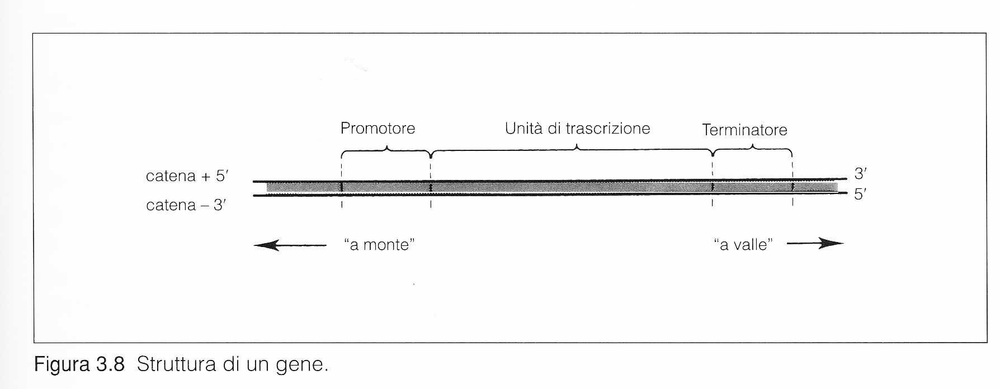 Promotore Unità di trascrizione Terminatore
catena + 5′ 3′
catena – 3′ 5′
“a monte” “a valle”
Figura 3.8 Struttura di un gene.